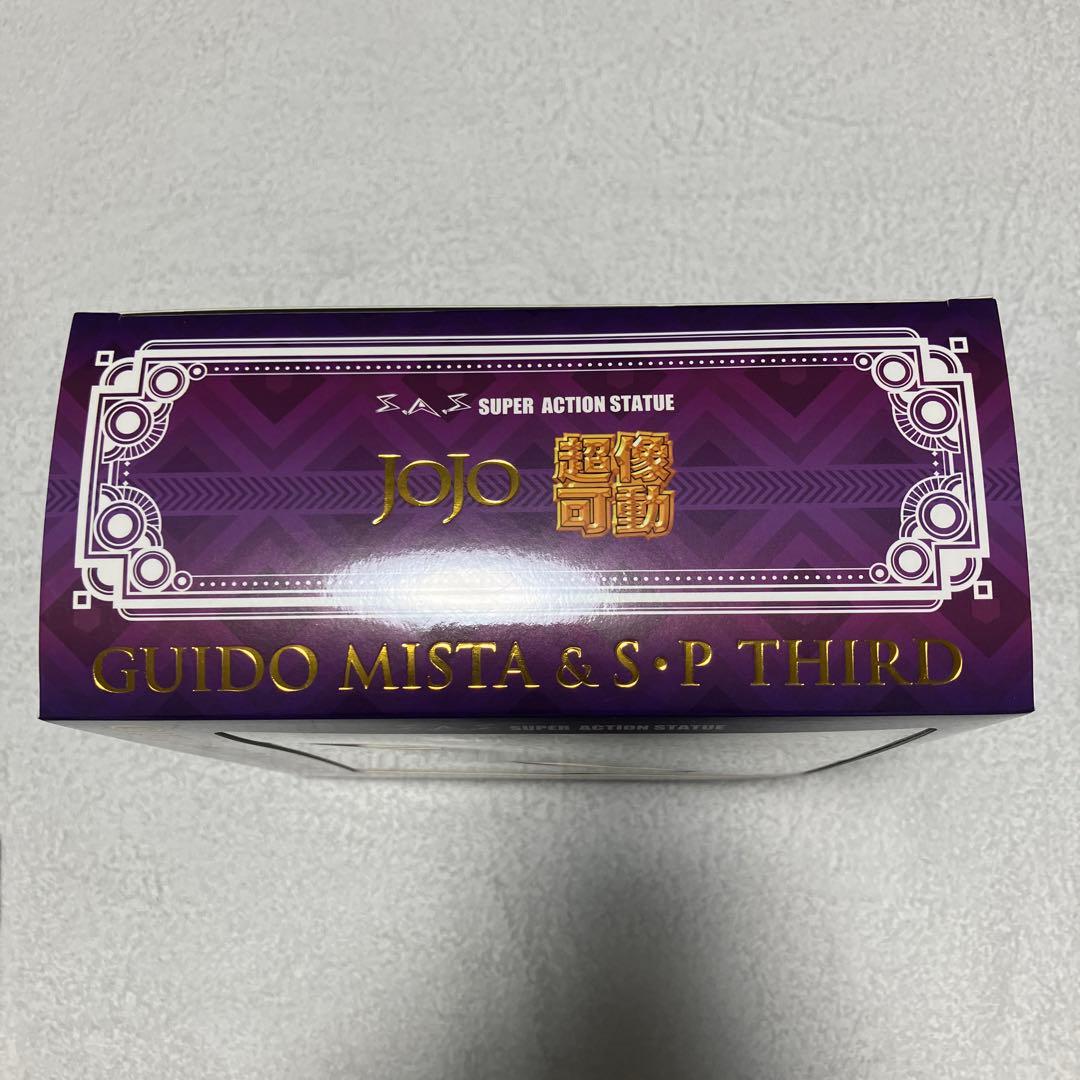 S.A.S SUPER ACTION STATUE
JoJo 超像可動
GUIDO MISTA & S・P THIRD
S.A.S SUPER ACTION STATUE